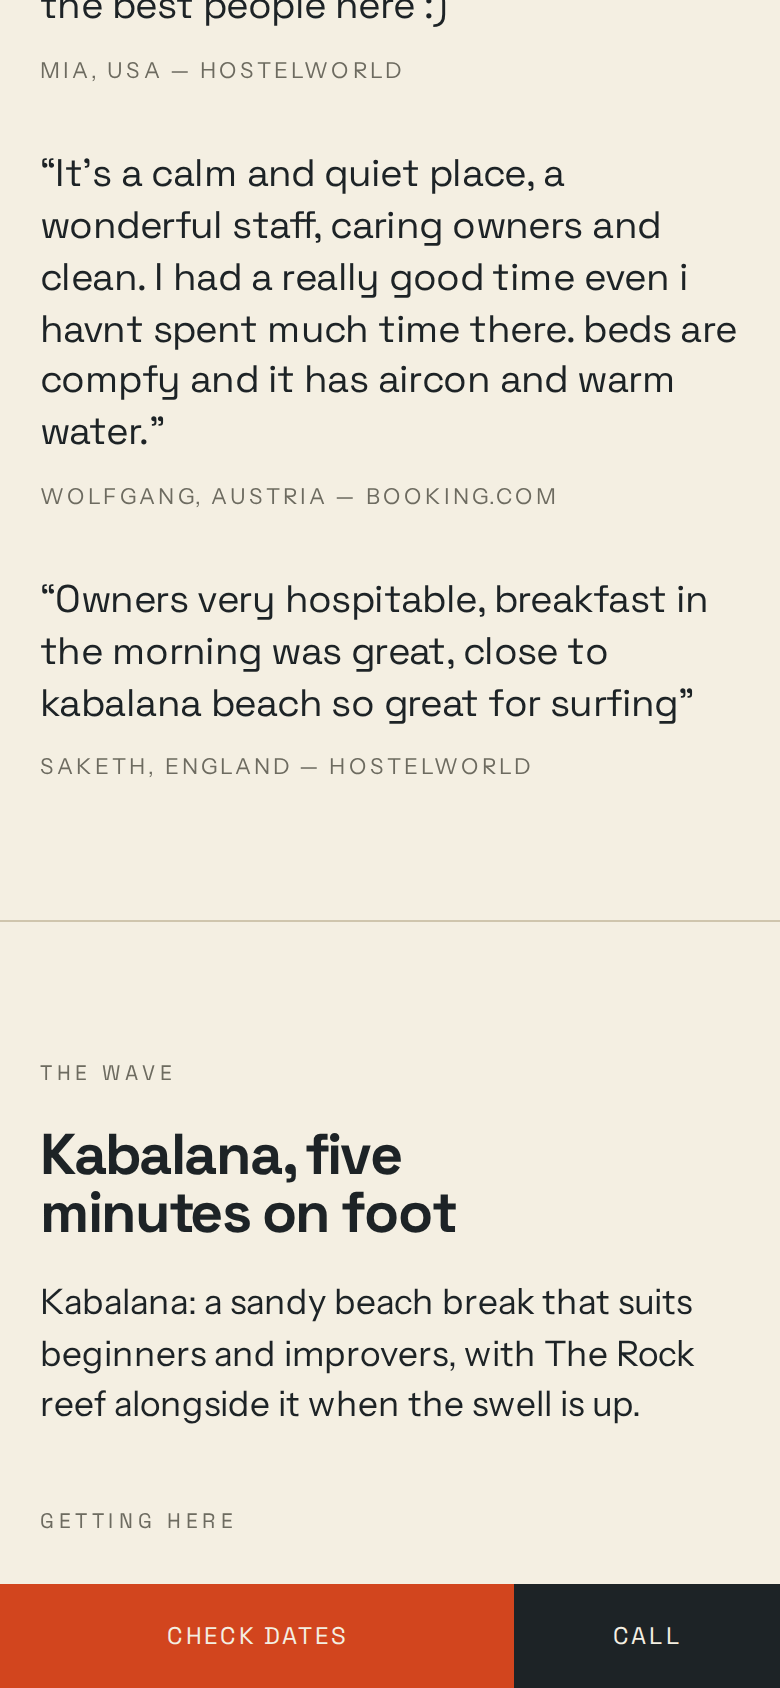 the best people here :)
MIA, USA — HOSTELWORLD
“It’s a calm and quiet place, a
wonderful staff, caring owners and
clean. I had a really good time even i
havnt spent much time there. beds are
compfy and it has aircon and warm
water.”
WOLFGANG, AUSTRIA — BOOKING.COM
“Owners very hospitable, breakfast in
the morning was great, close to
kabalana beach so great for surfing”
SAKETH, ENGLAND — HOSTELWORLD
THE WAVE
Kabalana, five
minutes on foot
Kabalana: a sandy beach break that suits
beginners and improvers, with The Rock
reef alongside it when the swell is up.
GETTING HERE
CHECK DATES
CALL